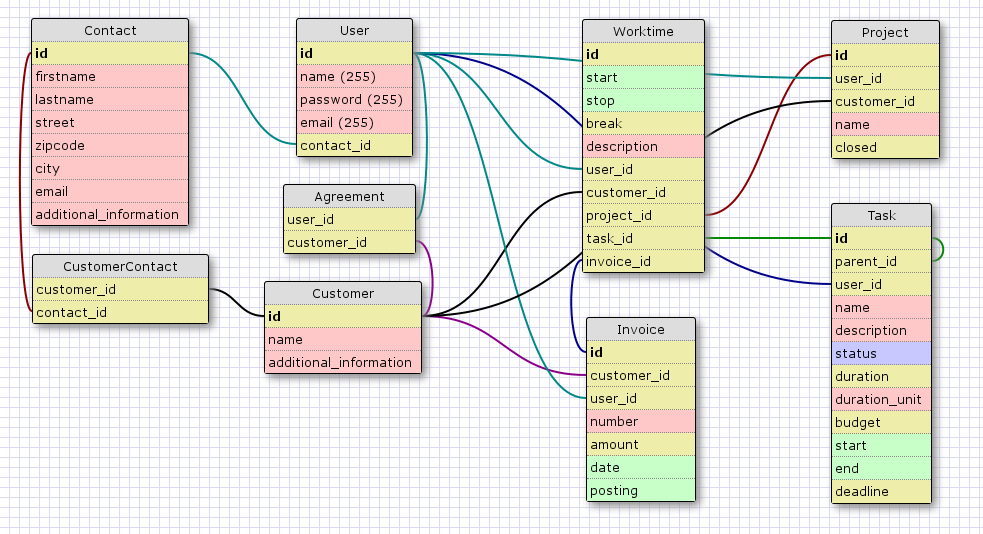 Contact
id
firstname
lastname
street
zipcode
city
email
additional_information
CustomerContact
customer_id
contact_id
User
id
name (255)
password (255)
email (255)
contact_id
Agreement
user_id
customer_id
Customer
id
name
additional_information
Worktime
id
start
stop
break
description
user_id
customer_id
project_id
task_id
invoice_id
Invoice
id
customer_id
user_id
number
amount
date
posting
Project
id
user_id
customer_id
name
closed
Task
id
parent_id
user_id
name
description
status
duration
duration_unit
budget
start
end
deadline